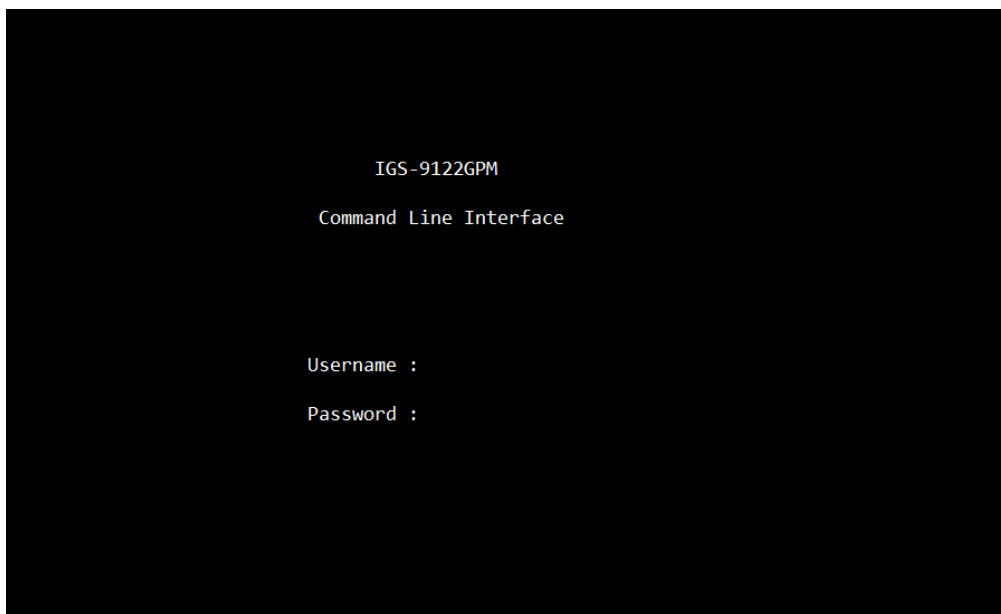 IGS-9122GPM
Command Line Interface
Username :
Password :